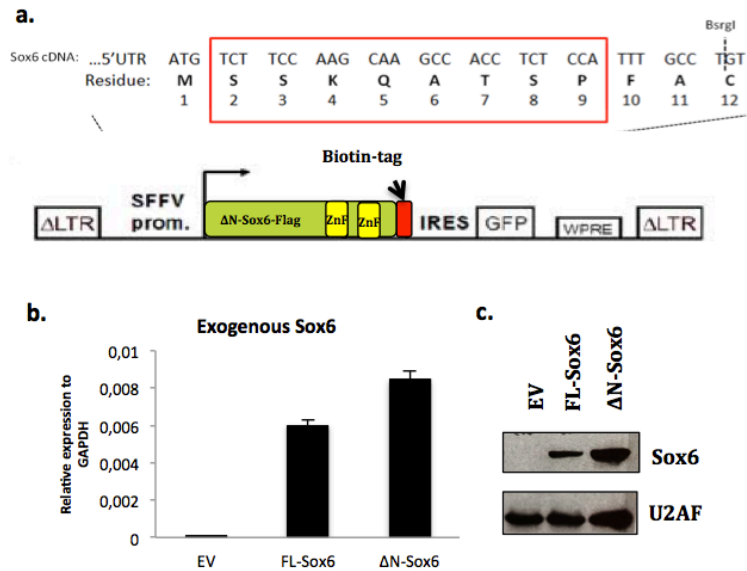 a.
BsrgI
Sox6 cDNA: ...5'UTR ATG TCT TCC AAG CAA GCC ACC TCT CCA TTT GCC TGT
Residue: M S S K Q A T S P F A C
1 2 3 4 5 6 7 8 9 10 11 12
Biotin-tag
SFFV
prom.
ΔLTR
ΔN-Sox6-Flag
ZnF
ZnF
IRES
GFP
WPRE
ΔLTR
b.
Exogenous Sox6
Relative expression to
GAPDH
0,01
0,008
0,006
0,004
0,002
0
EV FL-Sox6 ΔN-Sox6
c.
EV
FL-Sox6
ΔN-Sox6
Sox6
U2AF